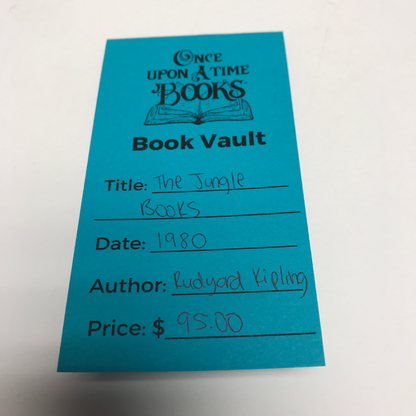 Once
upon A time
Books
Book Vault
Title: The Jungle
Books
Date: 1980
Author: Rudyard Kipling
Price: $ 95.00